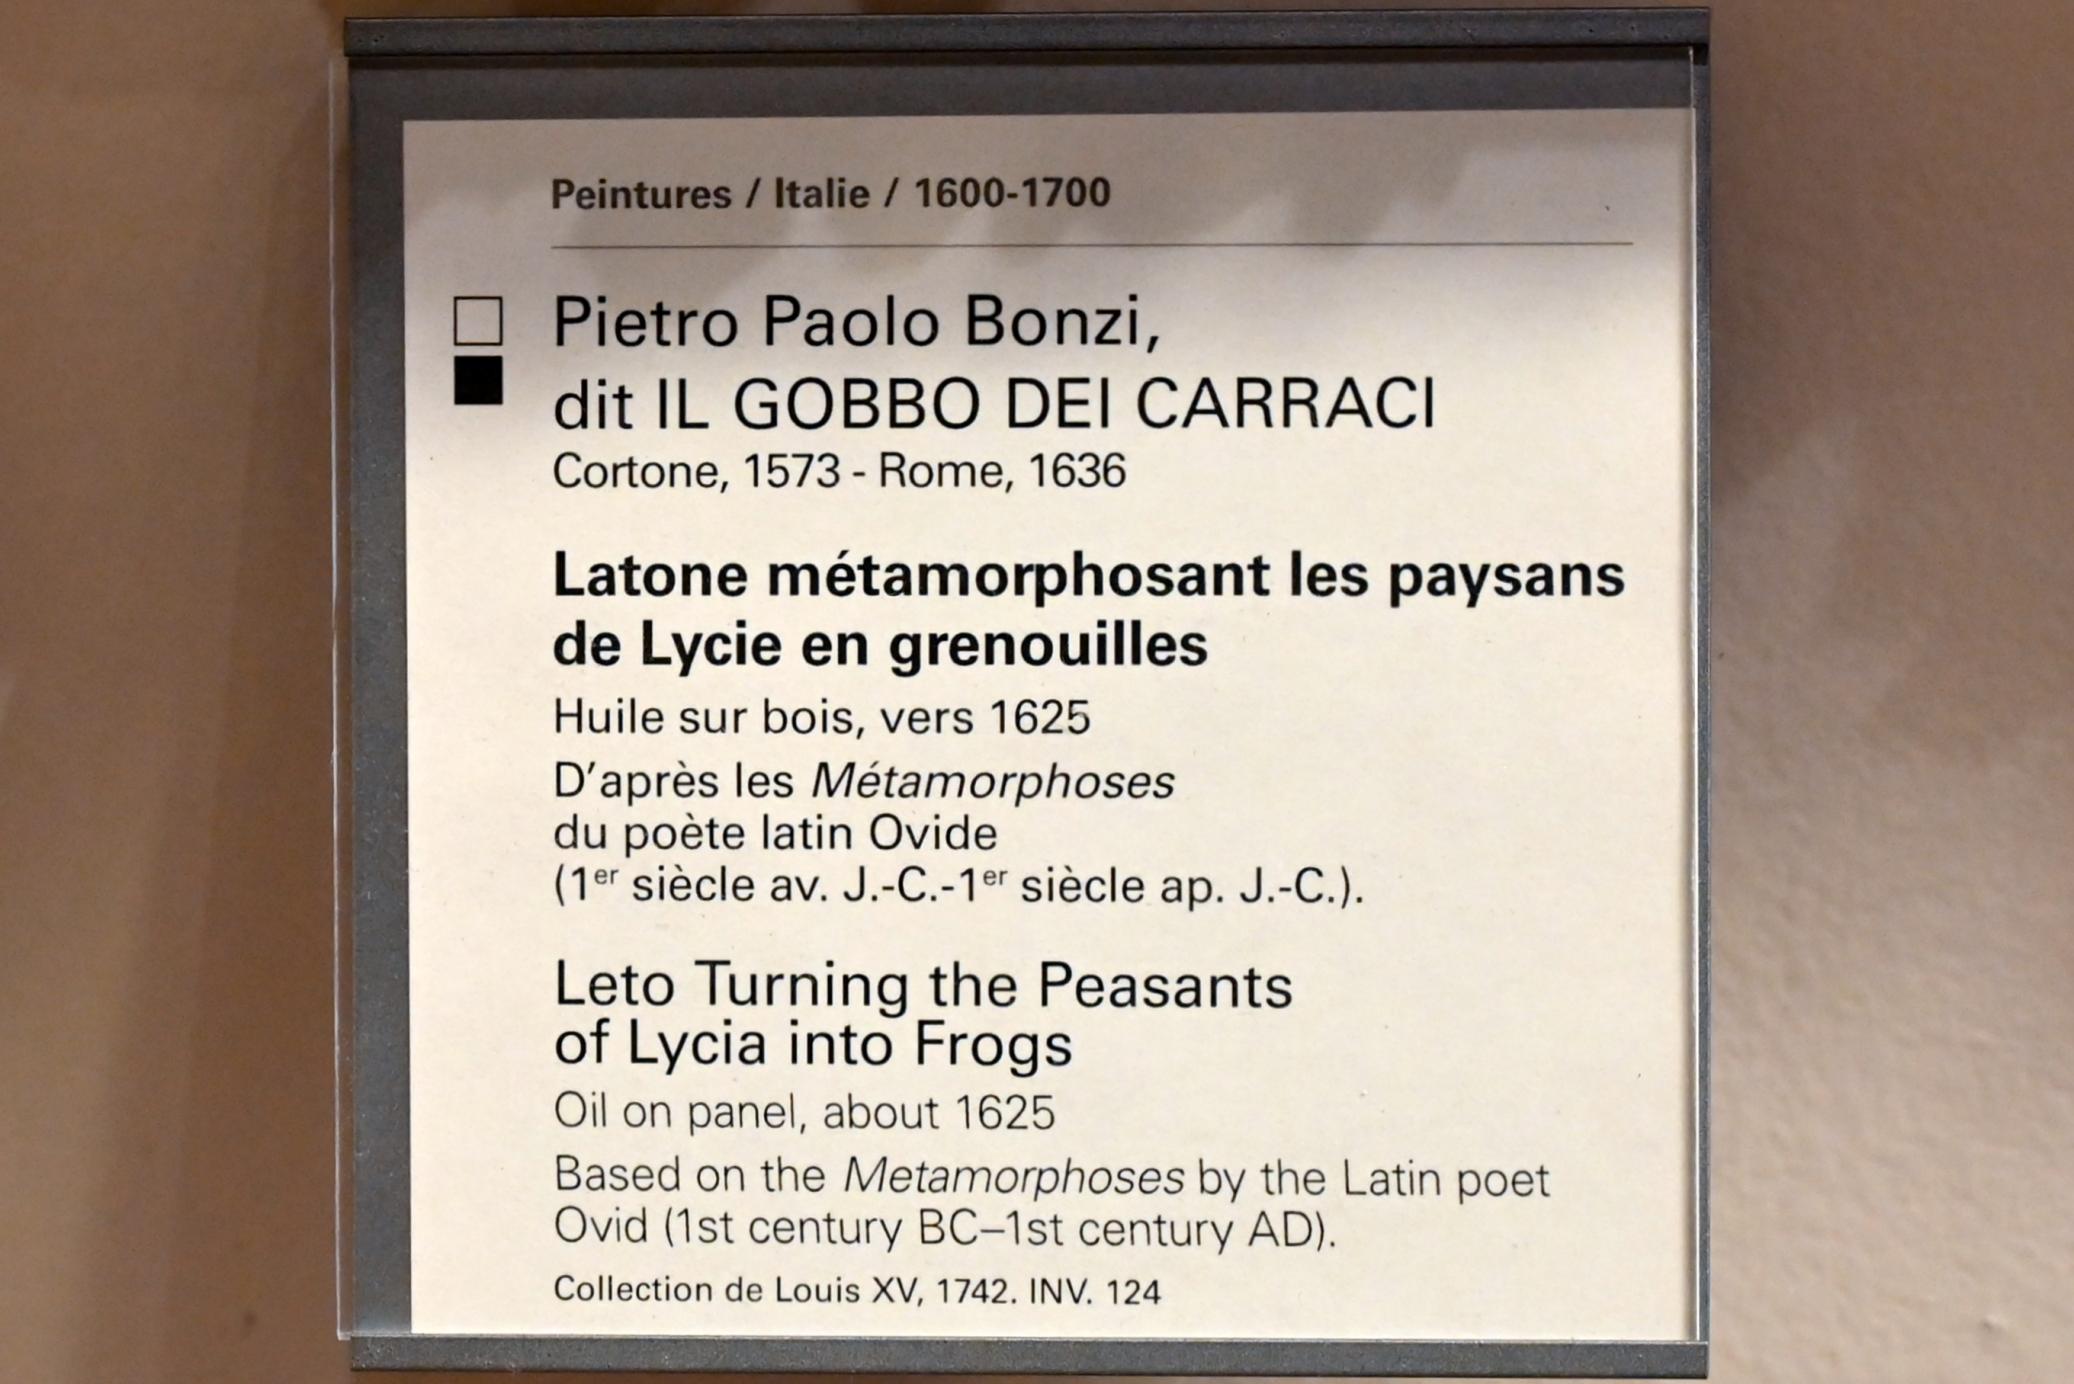 Peintures / Italie / 1600-1700
Pietro Paolo Bonzi,
dit IL GOBBO DEI CARRACI
Cortone, 1573 - Rome, 1636
Latone métamorphosant les paysans
de Lycie en grenouilles
Huile sur bois, vers 1625
D'après les Métamorphoses
du poète latin Ovide
(1er siècle av. J.-C.-1er siècle ap. J.-C.).
Leto Turning the Peasants
of Lycia into Frogs
Oil on panel, about 1625
Based on the Metamorphoses by the Latin poet
Ovid (1st century BC–1st century AD).
Collection de Louis XV, 1742. INV. 124